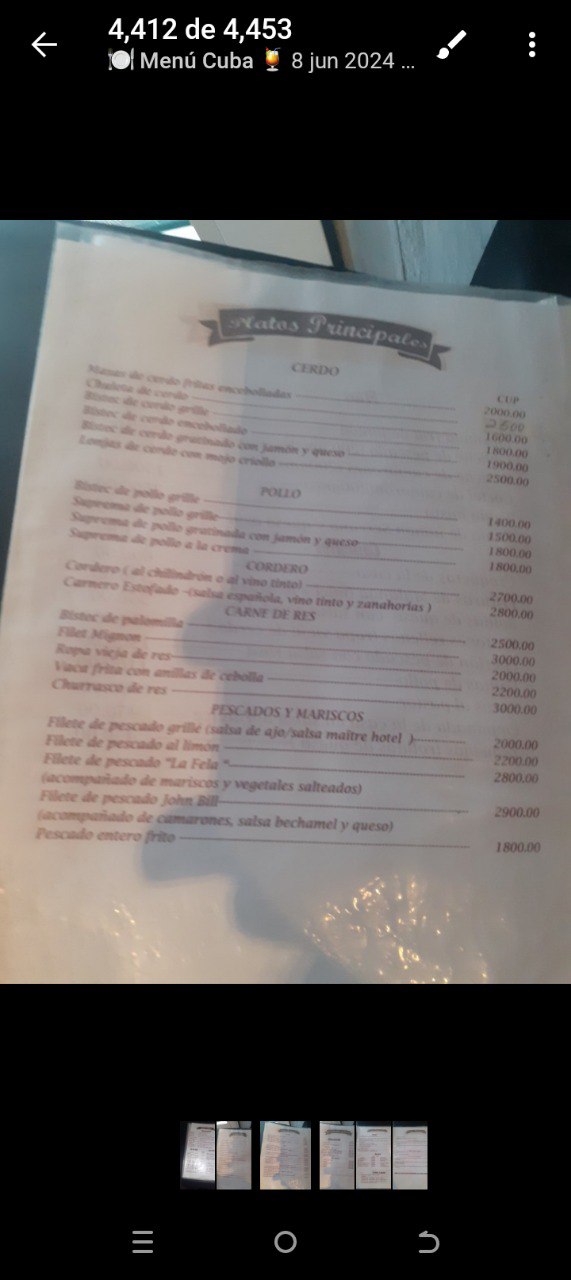 4,412 de 4,453
🍽️ Menú Cuba 🍹 8 jun 2024 ...
Platos Principales
CERDO
CUP
Masas de cerdo fritas encebolladas 2000.00
Chuleta de cerdo 2500
Bistec de cerdo grille 1600.00
Bistec de cerdo encebollado 1800.00
Bistec de cerdo gratinado con jamón y queso 1900.00
Lonjas de cerdo con mojo criollo 2500.00
POLLO
Bistec de pollo grille 1400.00
Suprema de pollo grille 1500.00
Suprema de pollo gratinada con jamón y queso 1800.00
Suprema de pollo a la crema 1800.00
CORDERO
Cordero ( al chilindron o al vino tinto) 2700.00
Carnero Estofado -(salsa española, vino tinto y zanahorias ) 2800.00
CARNE DE RES
Bistec de palomilla 2500.00
Filet Mignon 3000.00
Ropa vieja de res 2000.00
Vaca frita con anillas de cebolla 2200.00
Churrasco de res 3000.00
PESCADOS Y MARISCOS
Filete de pescado grillé (salsa de ajo/salsa maitre hotel ) 2000.00
Filete de pescado al limón 2200.00
Filete de pescado "La Fela " 2800.00
(acompañado de mariscos y vegetales salteados)
Filete de pescado John Bill 2900.00
(acompañado de camarones, salsa bechamel y queso)
Pescado entero frito 1800.00